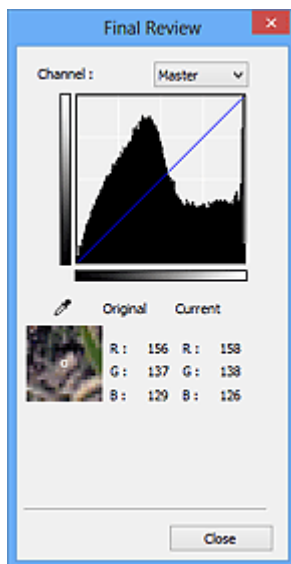 Final Review
Channel : Master
Original Current
R : 156 R : 158
G : 137 G : 138
B : 129 B : 126
Close